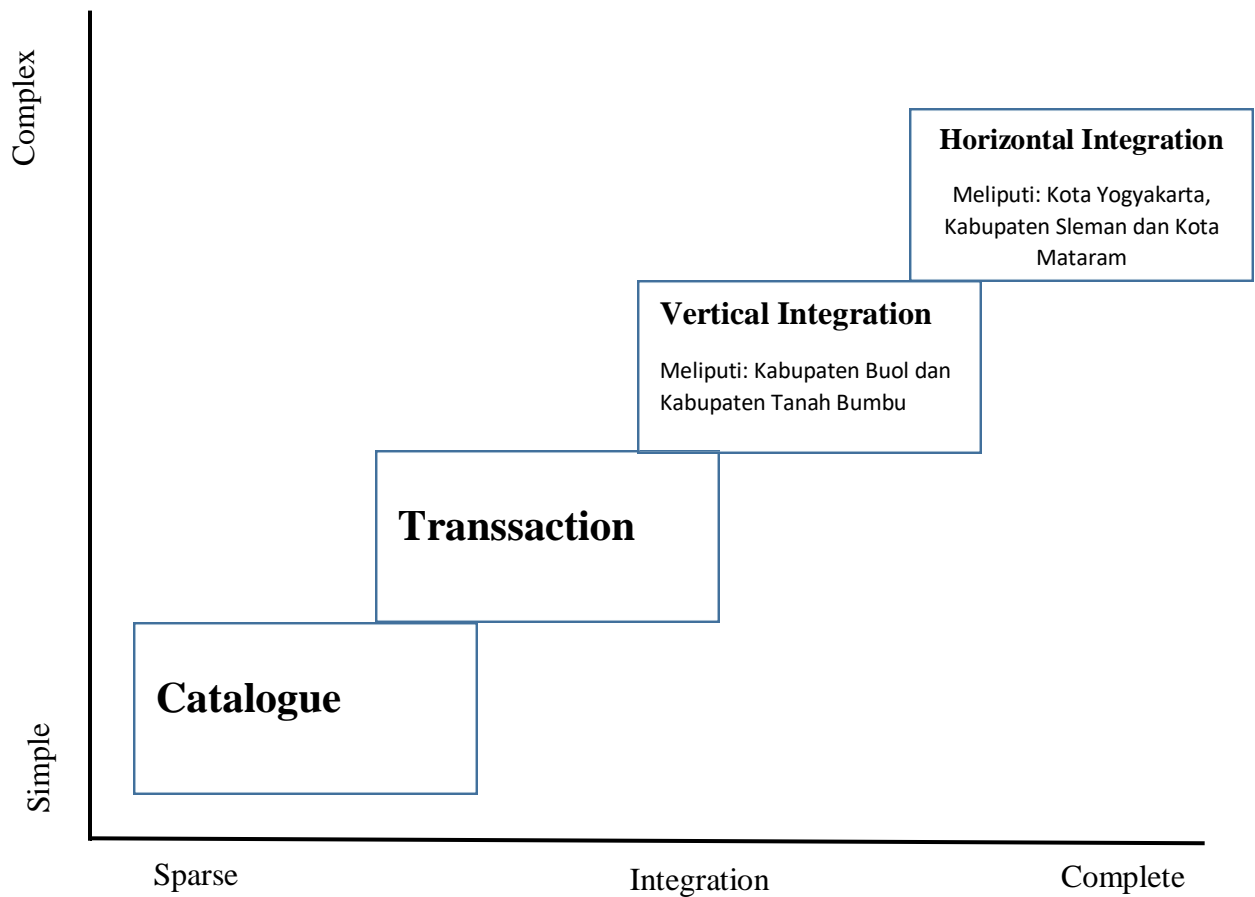 Complex
Horizontal Integration
Meliputi: Kota Yogyakarta,
Kabupaten Sleman dan Kota
Mataram
Vertical Integration
Meliputi: Kabupaten Buol dan
Kabupaten Tanah Bumbu
Transsaction
Catalogue
Simple
Sparse
Integration
Complete